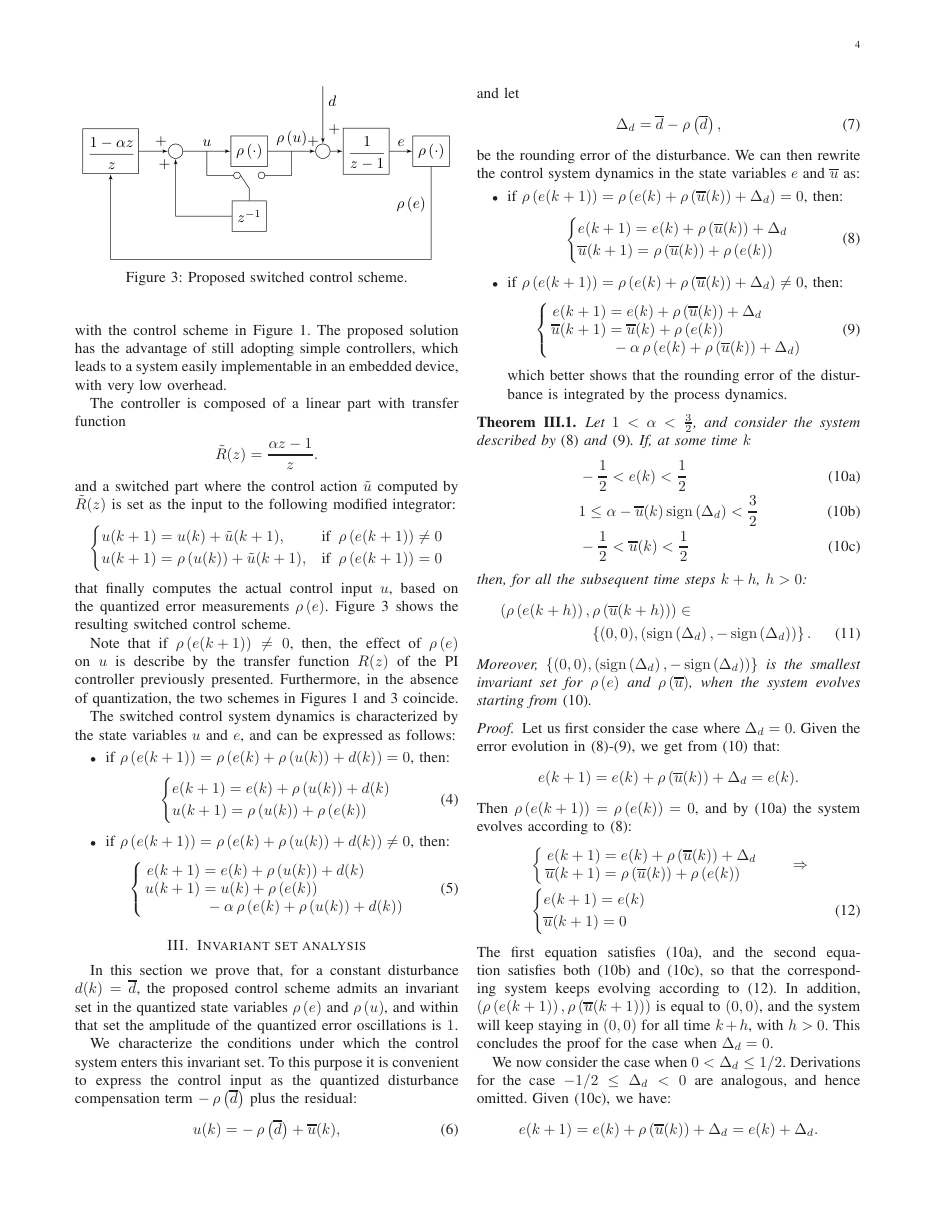 4
1 − αz
z
+
+
u
ρ (·)
ρ (u)
+
d
+
1
z − 1
e
ρ (·)
z⁻¹
ρ (e)
Figure 3: Proposed switched control scheme.
with the control scheme in Figure 1. The proposed solution
has the advantage of still adopting simple controllers, which
leads to a system easily implementable in an embedded device,
with very low overhead.
The controller is composed of a linear part with transfer
function
R̃(z) = (αz − 1)/z.
and a switched part where the control action ũ computed by
R̃(z) is set as the input to the following modified integrator:
{ u(k + 1) = u(k) + ũ(k + 1), if ρ (e(k + 1)) ≠ 0
u(k + 1) = ρ (u(k)) + ũ(k + 1), if ρ (e(k + 1)) = 0
that finally computes the actual control input u, based on
the quantized error measurements ρ (e). Figure 3 shows the
resulting switched control scheme.
Note that if ρ (e(k + 1)) ≠ 0, then, the effect of ρ (e)
on u is describe by the transfer function R(z) of the PI
controller previously presented. Furthermore, in the absence
of quantization, the two schemes in Figures 1 and 3 coincide.
The switched control system dynamics is characterized by
the state variables u and e, and can be expressed as follows:
• if ρ (e(k + 1)) = ρ (e(k) + ρ (u(k)) + d(k)) = 0, then:
{ e(k + 1) = e(k) + ρ (u(k)) + d(k)
u(k + 1) = ρ (u(k)) + ρ (e(k)) (4)
• if ρ (e(k + 1)) = ρ (e(k) + ρ (u(k)) + d(k)) ≠ 0, then:
{ e(k + 1) = e(k) + ρ (u(k)) + d(k)
u(k + 1) = u(k) + ρ (e(k)) (5)
− α ρ (e(k) + ρ (u(k)) + d(k))
III. INVARIANT SET ANALYSIS
In this section we prove that, for a constant disturbance
d(k) = d̅, the proposed control scheme admits an invariant
set in the quantized state variables ρ (e) and ρ (u), and within
that set the amplitude of the quantized error oscillations is 1.
We characterize the conditions under which the control
system enters this invariant set. To this purpose it is convenient
to express the control input as the quantized disturbance
compensation term − ρ (d̅) plus the residual:
u(k) = − ρ (d̅) + u̅(k), (6)
and let
Δd = d̅ − ρ (d̅) , (7)
be the rounding error of the disturbance. We can then rewrite
the control system dynamics in the state variables e and u̅ as:
• if ρ (e(k + 1)) = ρ (e(k) + ρ (u̅(k)) + Δd) = 0, then:
{ e(k + 1) = e(k) + ρ (u̅(k)) + Δd
u̅(k + 1) = ρ (u̅(k)) + ρ (e(k)) (8)
• if ρ (e(k + 1)) = ρ (e(k) + ρ (u̅(k)) + Δd) ≠ 0, then:
{ e(k + 1) = e(k) + ρ (u̅(k)) + Δd
u̅(k + 1) = u̅(k) + ρ (e(k)) (9)
− α ρ (e(k) + ρ (u̅(k)) + Δd)
which better shows that the rounding error of the distur-
bance is integrated by the process dynamics.
Theorem III.1. Let 1 < α < 3/2, and consider the system
described by (8) and (9). If, at some time k
− 1/2 < e(k) < 1/2 (10a)
1 ≤ α − u̅(k) sign (Δd) < 3/2 (10b)
− 1/2 < u̅(k) < 1/2 (10c)
then, for all the subsequent time steps k + h, h > 0:
(ρ (e(k + h)) , ρ (u̅(k + h))) ∈
{(0, 0), (sign (Δd) , − sign (Δd))} . (11)
Moreover, {(0, 0), (sign (Δd) , − sign (Δd))} is the smallest
invariant set for ρ (e) and ρ (u̅), when the system evolves
starting from (10).
Proof. Let us first consider the case where Δd = 0. Given the
error evolution in (8)-(9), we get from (10) that:
e(k + 1) = e(k) + ρ (u̅(k)) + Δd = e(k).
Then ρ (e(k + 1)) = ρ (e(k)) = 0, and by (10a) the system
evolves according to (8):
{ e(k + 1) = e(k) + ρ (u̅(k)) + Δd ⇒
u̅(k + 1) = ρ (u̅(k)) + ρ (e(k))
{ e(k + 1) = e(k)
u̅(k + 1) = 0 (12)
The first equation satisfies (10a), and the second equa-
tion satisfies both (10b) and (10c), so that the correspond-
ing system keeps evolving according to (12). In addition,
(ρ (e(k + 1)) , ρ (u̅(k + 1))) is equal to (0, 0), and the system
will keep staying in (0, 0) for all time k + h, with h > 0. This
concludes the proof for the case when Δd = 0.
We now consider the case when 0 < Δd ≤ 1/2. Derivations
for the case −1/2 ≤ Δd < 0 are analogous, and hence
omitted. Given (10c), we have:
e(k + 1) = e(k) + ρ (u̅(k)) + Δd = e(k) + Δd.